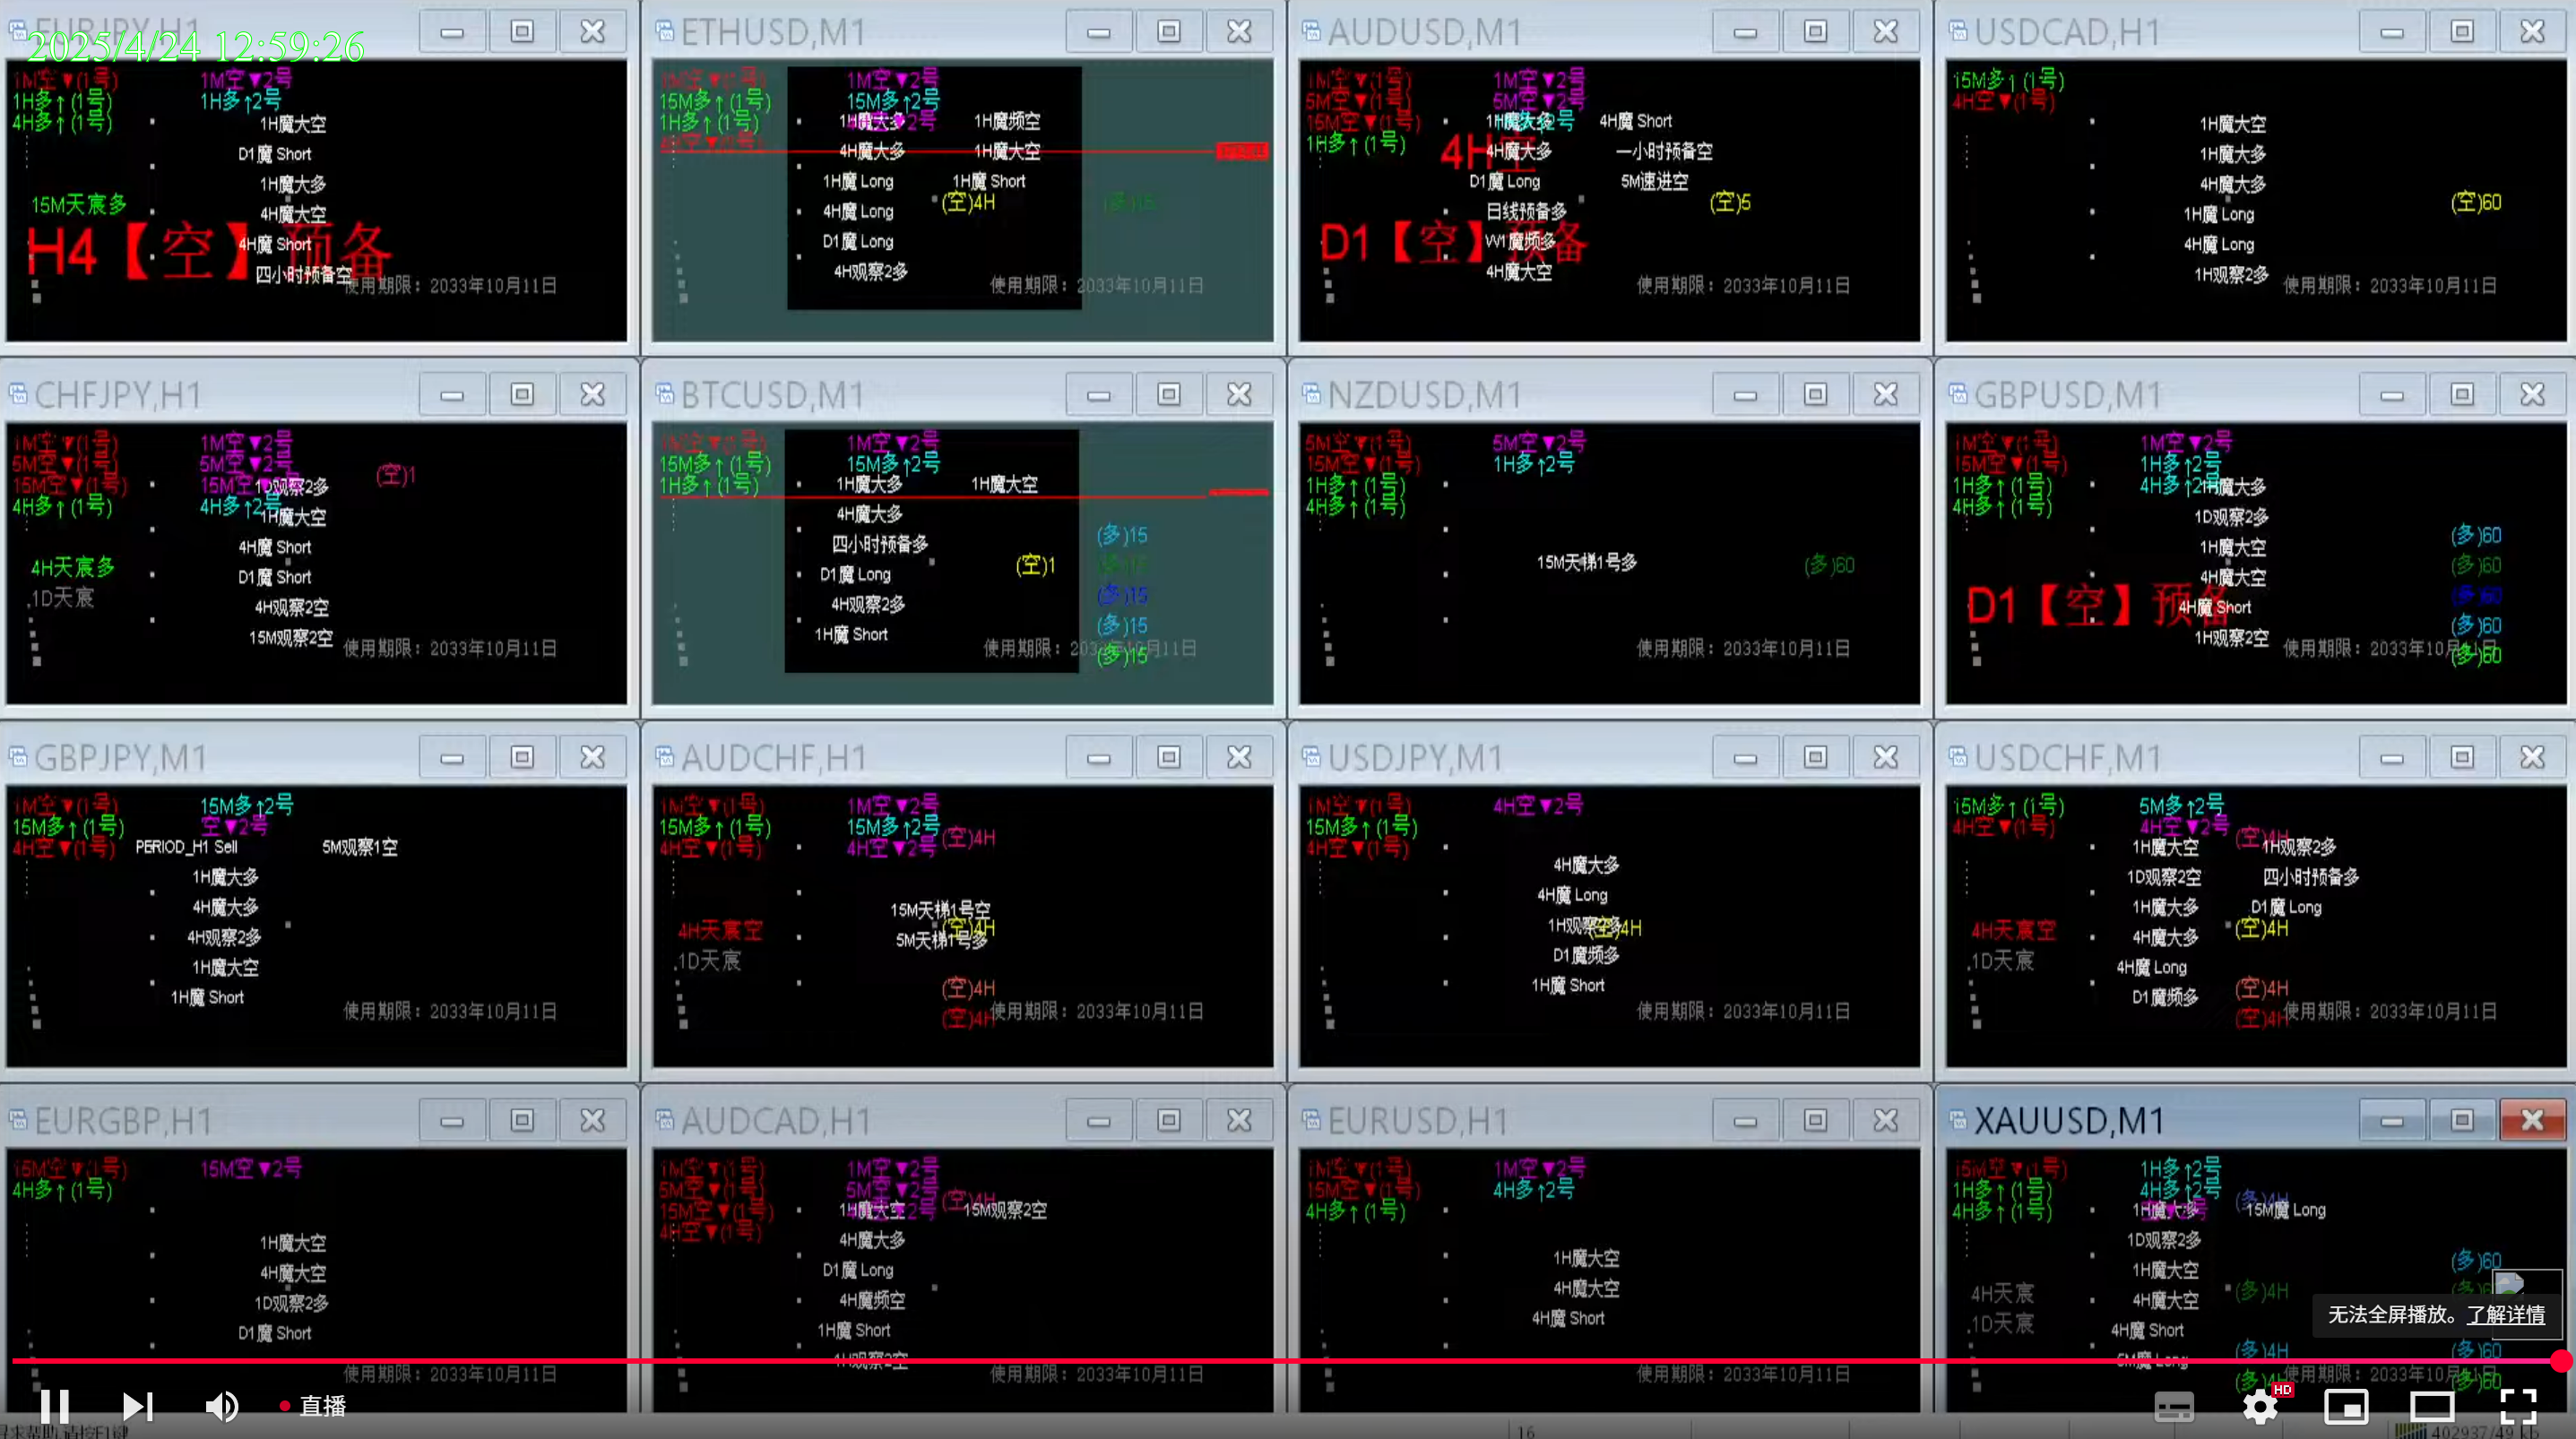 EURJPY,H1
2025/4/24 12:59:26
1M空▼(1号)
1M空▼2号
1H多↑(1号)
1H多↑2号
4H多↑(1号)
1H魔大空
D1魔 Short
1H魔大多
15M天宸多
4H魔大空
H4【空】预备
4H魔 Short
四小时预备空
使用期限：2033年10月11日
ETHUSD,M1
1M空▼(1号)
1M空▼2号
15M多↑(1号)
15M多↑2号
1H多↑(1号)
1H魔大多
1H魔频空
4H魔大多
1H魔大空
1H魔 Long
1H魔 Short
4H魔 Long
(空)4H
(多)15
D1魔 Long
4H观察2多
使用期限：2033年10月11日
AUDUSD,M1
1M空▼(1号)
1M空▼2号
5M空▼(1号)
5M空▼2号
15M空▼(1号)
1H魔大多
4H魔 Short
1H多↑(1号)
4H空
4H魔大多
一小时预备空
D1魔 Long
5M速进空
日线预备多
(空)5
D1【空】预备
W1魔频多
4H魔大空
使用期限：2033年10月11日
USDCAD,H1
15M多↑(1号)
4H空▼(1号)
1H魔大空
1H魔大多
4H魔大多
(空)60
1H魔 Long
4H魔 Long
1H观察2多
使用期限：2033年10月11日
CHFJPY,H1
1M空▼(1号)
1M空▼2号
5M空▼(1号)
5M空▼2号
(空)1
15M空▼(1号)
15M空▼2号
1D观察2多
4H多↑(1号)
4H多↑2号
1H魔大空
4H魔 Short
4H天宸多
D1魔 Short
.1D天宸
4H观察2空
15M观察2空
使用期限：2033年10月11日
BTCUSD,M1
1M空▼(1号)
1M空▼2号
15M多↑(1号)
15M多↑2号
1H多↑(1号)
1H魔大多
1H魔大空
4H魔大多
(多)15
四小时预备多
(空)1
(多)15
D1魔 Long
(多)15
4H观察2多
(多)15
1H魔 Short
(多)15
使用期限：2033年10月11日
NZDUSD,M1
5M空▼(1号)
5M空▼2号
15M空▼(1号)
1H多↑2号
1H多↑(1号)
4H多↑(1号)
15M天梯1号多
(多)60
使用期限：2033年10月11日
GBPUSD,M1
1M空▼(1号)
1M空▼2号
15M空▼(1号)
1H多↑2号
1H多↑(1号)
4H多↑2号
1H魔大多
4H多↑(1号)
1D观察2多
1H魔大空
(多)60
4H魔大空
(多)60
D1【空】预备
4H魔 Short
(多)60
1H观察2空
(多)60
(多)60
使用期限：2033年10月11日
GBPJPY,M1
1M空▼(1号)
15M多↑2号
15M多↑(1号)
空▼2号
4H空▼(1号)
PERIOD_H1 Sell
5M观察1空
1H魔大多
4H魔大多
4H观察2多
1H魔大空
1H魔 Short
使用期限：2033年10月11日
AUDCHF,H1
1M空▼(1号)
1M空▼2号
15M多↑(1号)
15M多↑2号
(空)4H
4H空▼(1号)
4H空▼2号
15M天梯1号空
4H天宸空
(空)4H
5M天梯1号多
.1D天宸
(空)4H
(空)4H
使用期限：2033年10月11日
USDJPY,M1
1M空▼(1号)
4H空▼2号
15M多↑(1号)
4H空▼(1号)
4H魔大多
4H魔 Long
1H观察2多
(空)4H
D1魔频多
1H魔 Short
使用期限：2033年10月11日
USDCHF,M1
15M多↑(1号)
5M多↑2号
4H空▼(1号)
4H空▼2号
(空)4H
1H魔大空
1H观察2多
1D观察2空
四小时预备多
1H魔大多
D1魔 Long
4H天宸空
4H魔大多
(空)4H
.1D天宸
4H魔 Long
(空)4H
D1魔频多
(空)4H
使用期限：2033年10月11日
EURGBP,H1
15M空▼(1号)
15M空▼2号
4H多↑(1号)
1H魔大空
4H魔大空
1D观察2多
D1魔 Short
使用期限：2033年10月11日
AUDCAD,H1
1M空▼(1号)
1M空▼2号
5M空▼(1号)
5M空▼2号
(空)4H
15M空▼(1号)
1H魔大空
15M观察2空
4H空▼(1号)
4H魔大多
D1魔 Long
4H魔频空
1H魔 Short
1H观察2空
使用期限：2033年10月11日
EURUSD,H1
1M空▼(1号)
1M空▼2号
15M空▼(1号)
4H多↑2号
4H多↑(1号)
1H魔大空
4H魔大空
4H魔 Short
使用期限：2033年10月11日
XAUUSD,M1
15M空▼(1号)
1H多↑2号
1H多↑(1号)
4H多↑2号
(多)4H
4H多↑(1号)
1H魔大多
15M魔 Long
1D观察2多
(多)60
1H魔大空
4H天宸
4H魔大空
(多)4H
.1D天宸
4H魔 Short
无法全屏播放。了解详情
(多)4H
(多)60
5M魔 Long
(多)4H
(多)60
使用期限：2033年10月11日
直播
HD
16
402937/49 kb